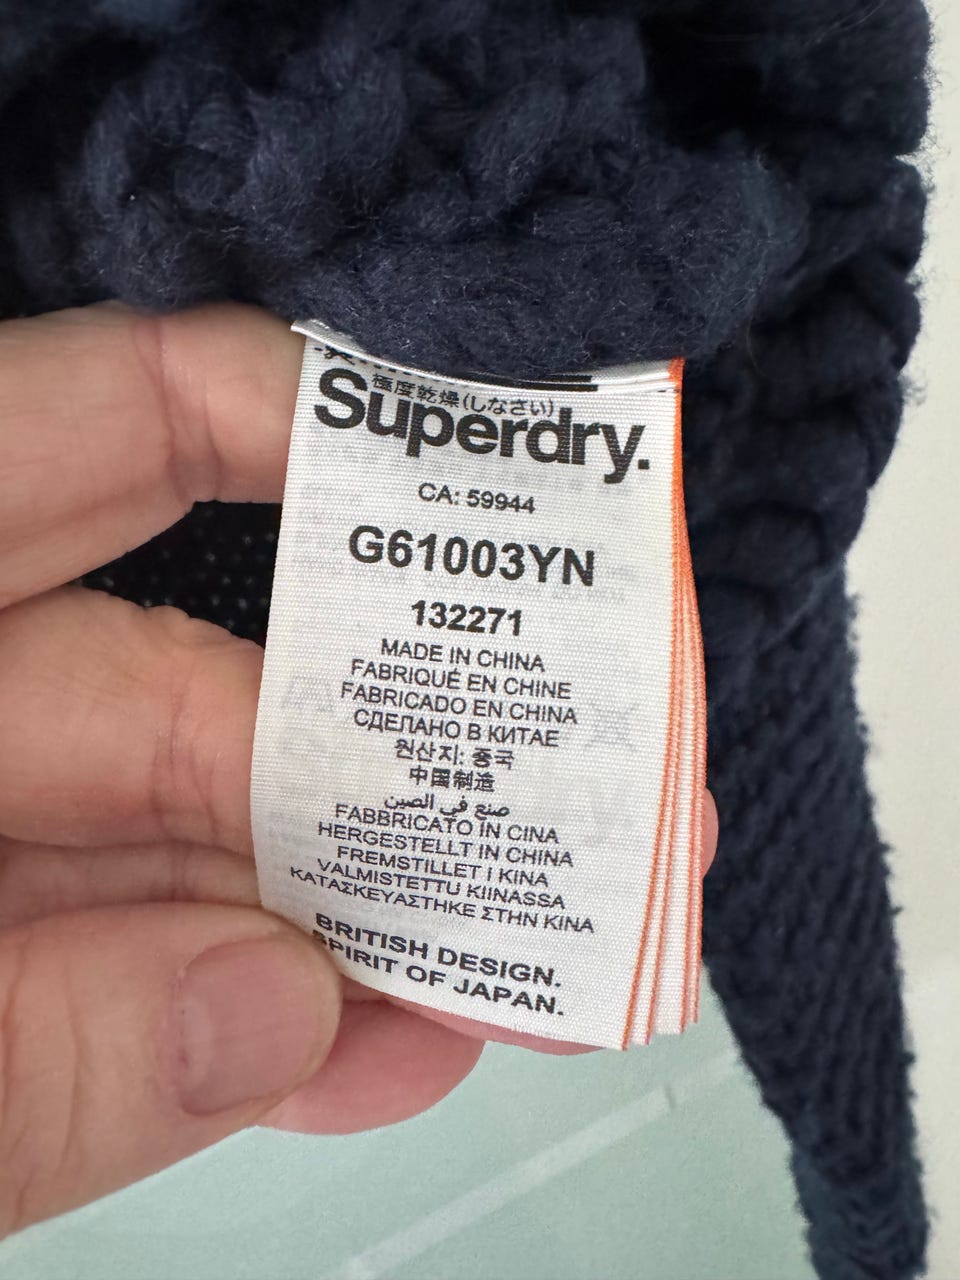 Superdry.
極度乾燥(しなさい)
CA: 59944
G61003YN
132271
MADE IN CHINA
FABRIQUÉ EN CHINE
FABRICADO EN CHINA
СДЕЛАНО В КИТАЕ
원산지: 중국
中国制造
صنع في الصين
FABBRICATO IN CINA
HERGESTELLT IN CHINA
FREMSTILLET I KINA
VALMISTETTU KIINASSA
ΚΑΤΑΣΚΕΥΑΣΤΗΚΕ ΣΤΗΝ ΚΙΝΑ
BRITISH DESIGN.
SPIRIT OF JAPAN.